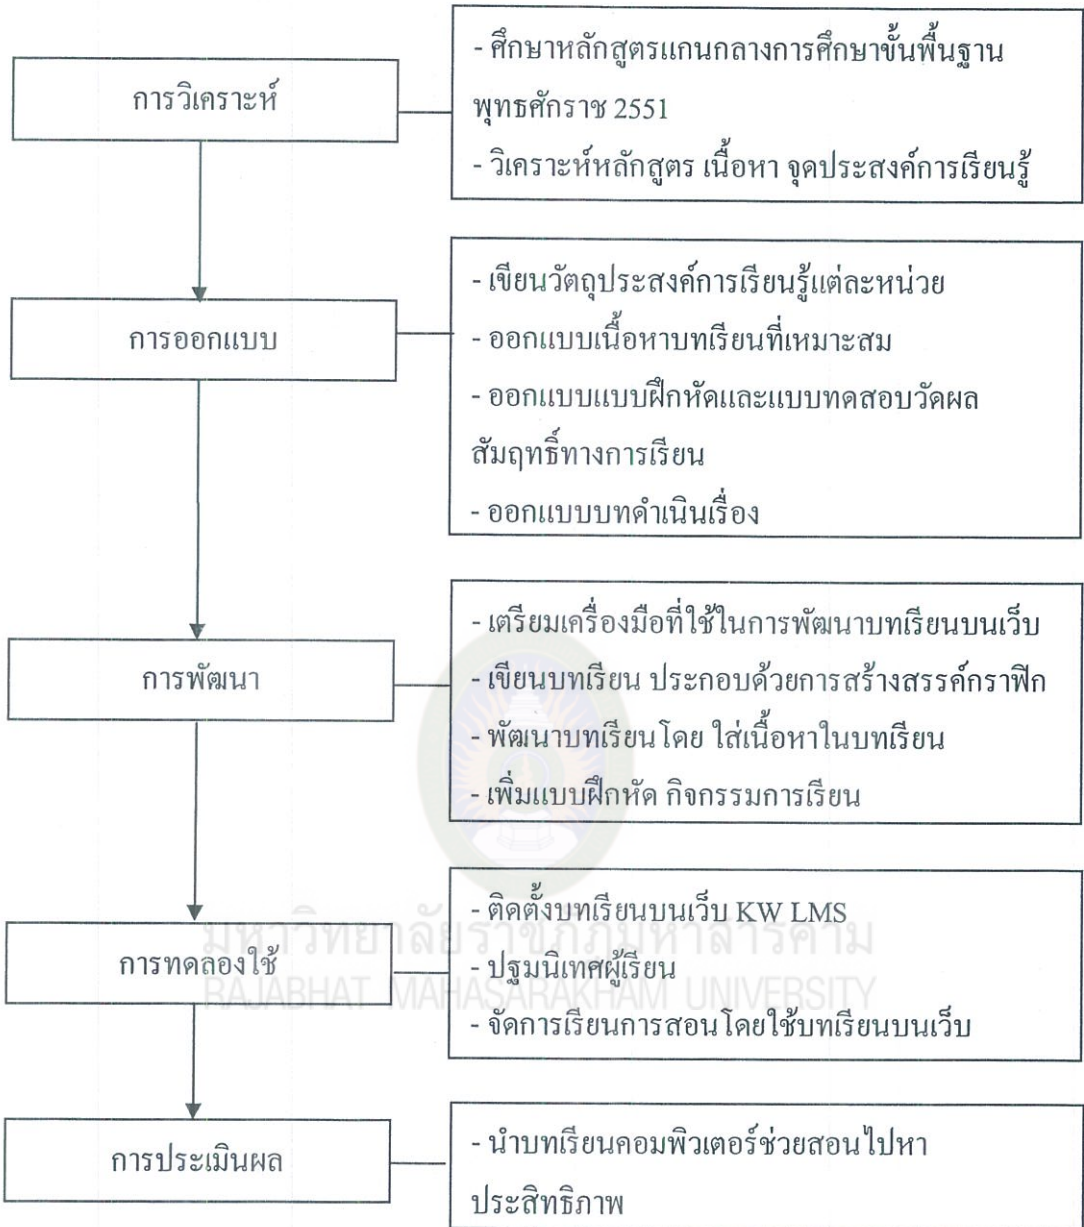 การวิเคราะห์
- ศึกษาหลักสูตรแกนกลางการศึกษาขั้นพื้นฐาน
พุทธศักราช 2551
- วิเคราะห์หลักสูตร เนื้อหา จุดประสงค์การเรียนรู้
การออกแบบ
- เขียนวัตถุประสงค์การเรียนรู้แต่ละหน่วย
- ออกแบบเนื้อหาบทเรียนที่เหมาะสม
- ออกแบบแบบฝึกหัดและแบบทดสอบวัดผล
สัมฤทธิ์ทางการเรียน
- ออกแบบบทดำเนินเรื่อง
การพัฒนา
- เตรียมเครื่องมือที่ใช้ในการพัฒนาบทเรียนบนเว็บ
- เขียนบทเรียน ประกอบด้วยการสร้างสรรค์กราฟิก
- พัฒนาบทเรียนโดย ใส่เนื้อหาในบทเรียน
- เพิ่มแบบฝึกหัด กิจกรรมการเรียน
การทดลองใช้
- ติดตั้งบทเรียนบนเว็บ KW LMS
- ปฐมนิเทศผู้เรียน
- จัดการเรียนการสอนโดยใช้บทเรียนบนเว็บ
มหาวิทยาลัยราชภัฏมหาสารคาม
RAJABHAT MAHASARAKHAM UNIVERSITY
การประเมินผล
- นำบทเรียนคอมพิวเตอร์ช่วยสอนไปหา
ประสิทธิภาพ